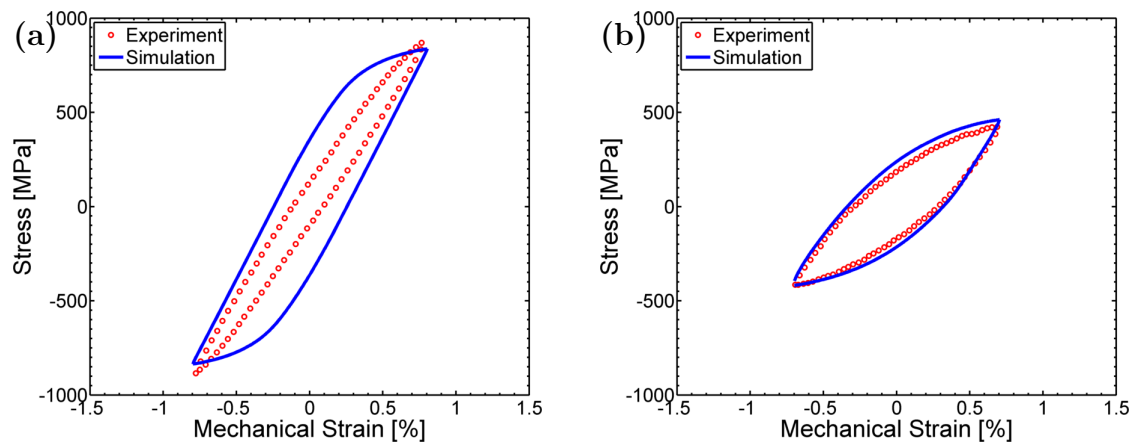 (a)
Experiment
Simulation
1000
500
0
-500
-1000
Stress [MPa]
-1.5
-1
-0.5
0
0.5
1
1.5
Mechanical Strain [%]
(b)
Experiment
Simulation
1000
500
0
-500
-1000
Stress [MPa]
-1.5
-1
-0.5
0
0.5
1
1.5
Mechanical Strain [%]